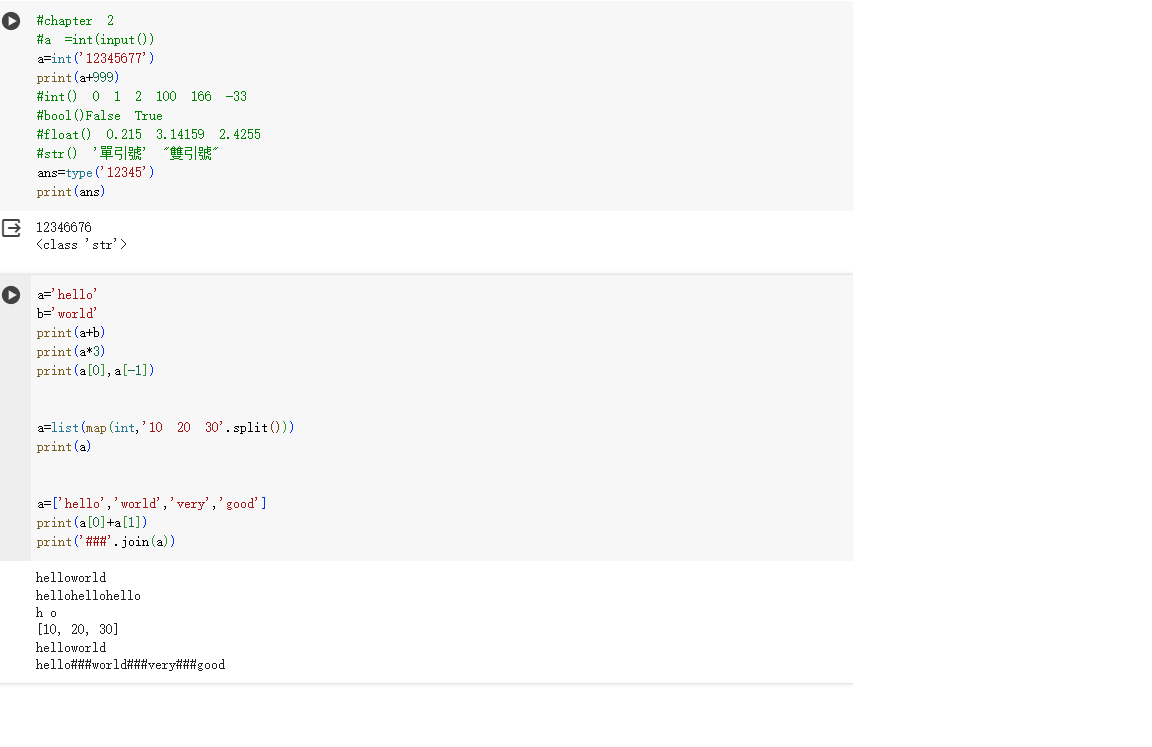 #chapter  2
#a  =int(input())
a=int('12345677')
print(a+999)
#int()  0  1  2  100  166  -33
#bool()False  True
#float()  0.215  3.14159  2.4255
#str()  '單引號'  "雙引號"
ans=type('12345')
print(ans)
12346676
<class 'str'>
a='hello'
b='world'
print(a+b)
print(a*3)
print(a[0],a[-1])
a=list(map(int,'10  20  30'.split()))
print(a)
a=['hello','world','very','good']
print(a[0]+a[1])
print('###'.join(a))
helloworld
hellohellohello
h o
[10, 20, 30]
helloworld
hello###world###very###good